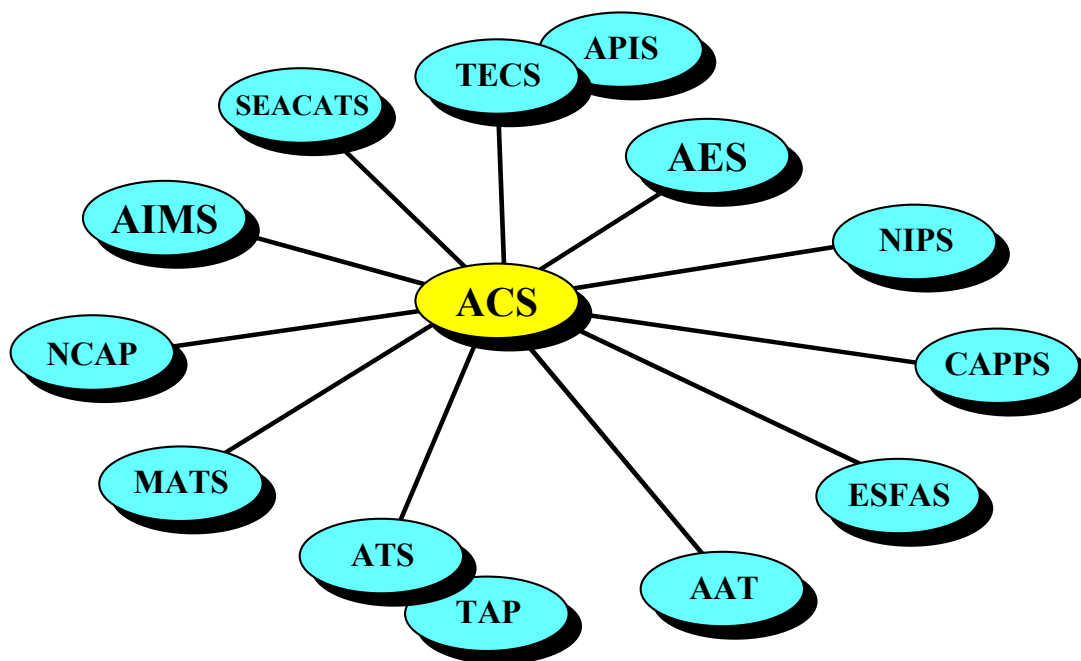 APIS
TECS
SEACATS
AES
AIMS
NIPS
ACS
NCAP
CAPPS
MATS
ESFAS
ATS
AAT
TAP